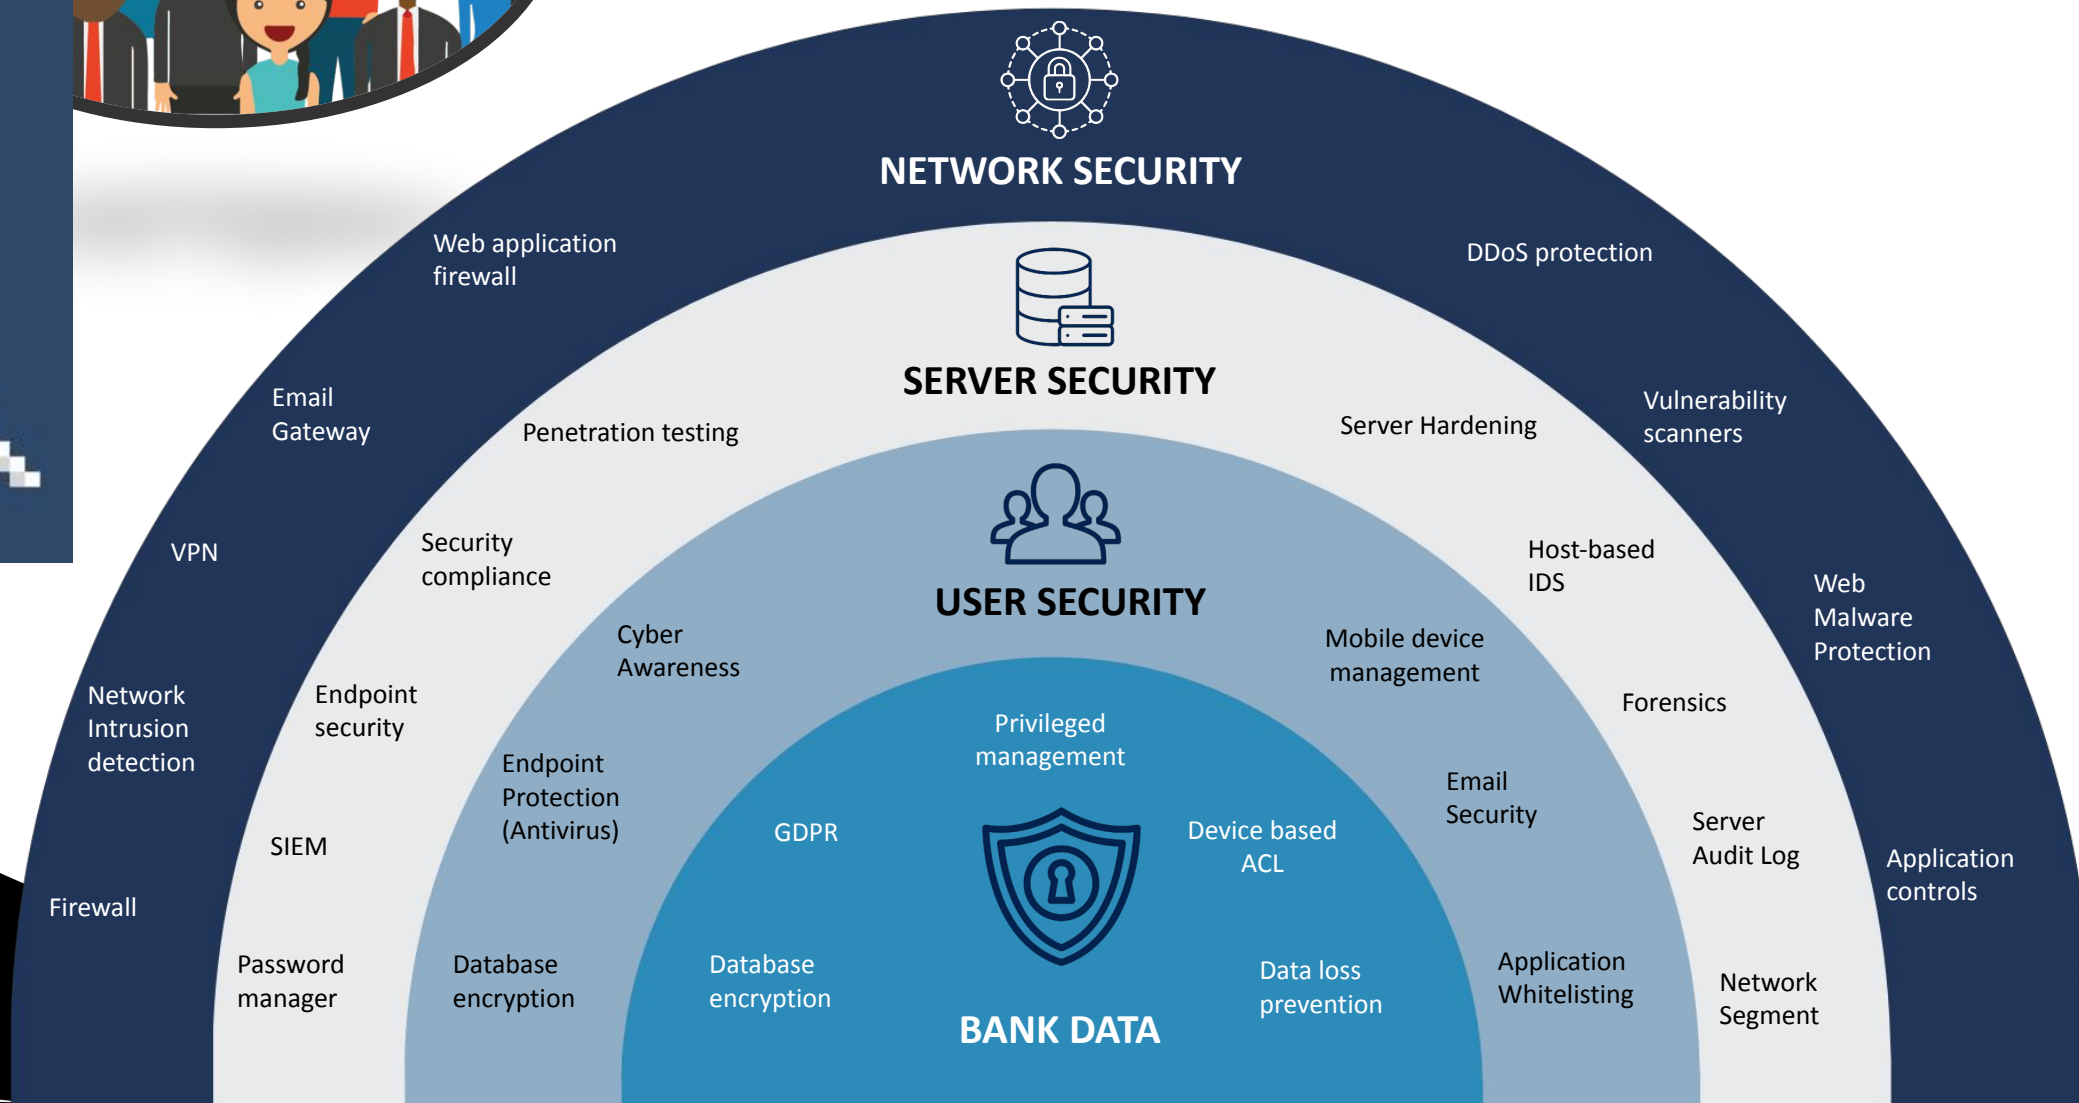 NETWORK SECURITY
Web application
firewall
DDoS protection
Email
Gateway
Vulnerability
scanners
VPN
Web
Malware
Protection
Network
Intrusion
detection
Application
controls
Firewall
SERVER SECURITY
Penetration testing
Server Hardening
Security
compliance
Host-based
IDS
Endpoint
security
Forensics
SIEM
Server
Audit Log
Password
manager
Network
Segment
USER SECURITY
Cyber
Awareness
Mobile device
management
Endpoint
Protection
(Antivirus)
Email
Security
Database
encryption
Application
Whitelisting
Privileged
management
GDPR
Device based
ACL
Database
encryption
Data loss
prevention
BANK DATA